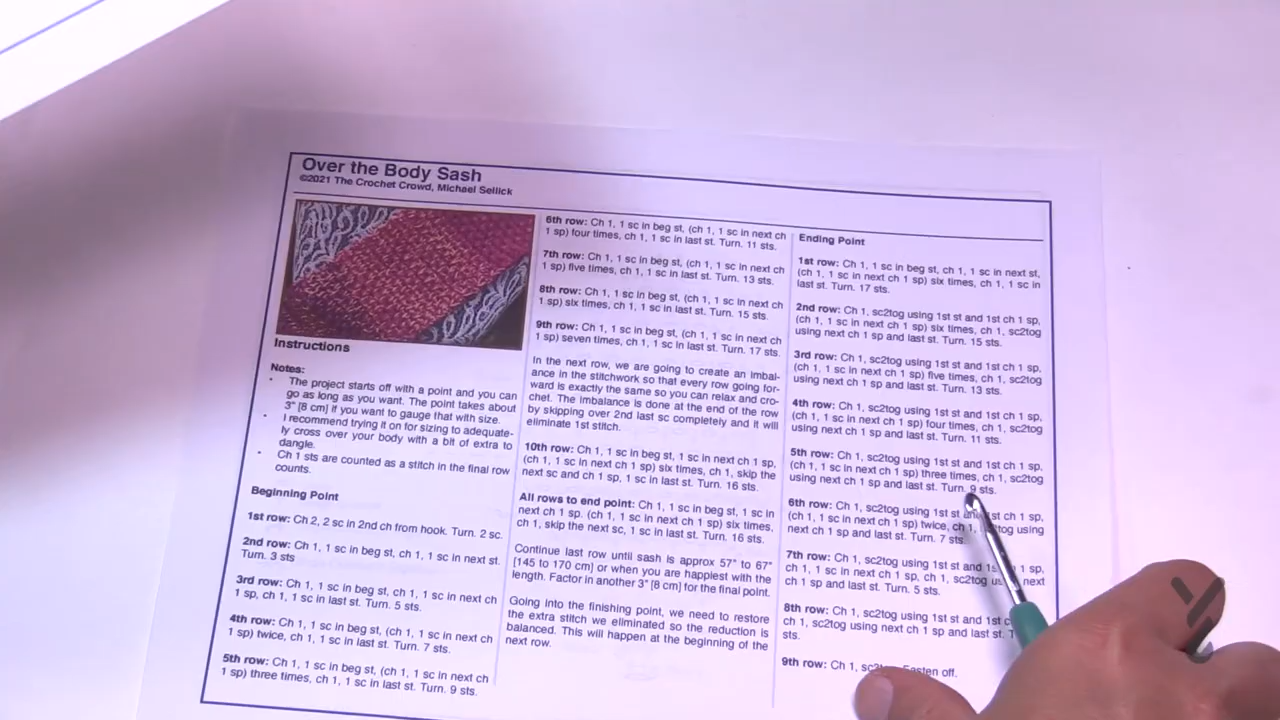 Over the Body Sash
©2021 The Crochet Crowd, Michael Sellick
Instructions
Notes:
• The project starts off with a point and you can
go as long as you want. The point takes about
3" [8 cm] if you want to gauge that with size.
• I recommend trying it on for sizing to adequate-
ly cross over your body with a bit of extra to
dangle.
• Ch 1 sts are counted as a stitch in the final row
counts.
Beginning Point
1st row: Ch 2, 2 sc in 2nd ch from hook. Turn. 2 sc.
2nd row: Ch 1, 1 sc in beg st, ch 1, 1 sc in next st.
Turn. 3 sts
3rd row: Ch 1, 1 sc in beg st, ch 1, 1 sc in next ch
1 sp, ch 1, 1 sc in last st. Turn. 5 sts.
4th row: Ch 1, 1 sc in beg st, (ch 1, 1 sc in next ch
1 sp) twice, ch 1, 1 sc in last st. Turn. 7 sts.
5th row: Ch 1, 1 sc in beg st, (ch 1, 1 sc in next ch
1 sp) three times, ch 1, 1 sc in last st. Turn. 9 sts.
6th row: Ch 1, 1 sc in beg st, (ch 1, 1 sc in next ch
1 sp) four times, ch 1, 1 sc in last st. Turn. 11 sts.
7th row: Ch 1, 1 sc in beg st, (ch 1, 1 sc in next ch
1 sp) five times, ch 1, 1 sc in last st. Turn. 13 sts.
8th row: Ch 1, 1 sc in beg st, (ch 1, 1 sc in next ch
1 sp) six times, ch 1, 1 sc in last st. Turn. 15 sts.
9th row: Ch 1, 1 sc in beg st, (ch 1, 1 sc in next ch
1 sp) seven times, ch 1, 1 sc in last st. Turn. 17 sts.
In the next row, we are going to create an imbal-
ance in the stitchwork so that every row going for-
ward is exactly the same so you can relax and cro-
chet. The imbalance is done at the end of the row
by skipping over 2nd last sc completely and it will
eliminate 1st stitch.
10th row: Ch 1, 1 sc in beg st, 1 sc in next ch 1 sp,
(ch 1, 1 sc in next ch 1 sp) six times, ch 1, skip the
next sc and ch 1 sp, 1 sc in last st. Turn. 16 sts.
All rows to end point: Ch 1, 1 sc in beg st, 1 sc in
next ch 1 sp. (ch 1, 1 sc in next ch 1 sp) six times,
ch 1, skip the next sc, 1 sc in last st. Turn. 16 sts.
Continue last row until sash is approx 57" to 67"
[145 to 170 cm] or when you are happiest with the
length. Factor in another 3" [8 cm] for the final point.
Going into the finishing point, we need to restore
the extra stitch we eliminated so the reduction is
balanced. This will happen at the beginning of the
next row.
Ending Point
1st row: Ch 1, 1 sc in beg st, ch 1, 1 sc in next st,
(ch 1, 1 sc in next ch 1 sp) six times, ch 1, 1 sc in
last st. Turn. 17 sts.
2nd row: Ch 1, sc2tog using 1st st and 1st ch 1 sp,
(ch 1, 1 sc in next ch 1 sp) six times, ch 1, sc2tog
using next ch 1 sp and last st. Turn. 15 sts.
3rd row: Ch 1, sc2tog using 1st st and 1st ch 1 sp,
(ch 1, 1 sc in next ch 1 sp) five times, ch 1, sc2tog
using next ch 1 sp and last st. Turn. 13 sts.
4th row: Ch 1, sc2tog using 1st st and 1st ch 1 sp,
(ch 1, 1 sc in next ch 1 sp) four times, ch 1, sc2tog
using next ch 1 sp and last st. Turn. 11 sts.
5th row: Ch 1, sc2tog using 1st st and 1st ch 1 sp,
(ch 1, 1 sc in next ch 1 sp) three times, ch 1, sc2tog
using next ch 1 sp and last st. Turn. 9 sts.
6th row: Ch 1, sc2tog using 1st st and 1st ch 1 sp,
(ch 1, 1 sc in next ch 1 sp) twice, ch 1, using
next ch 1 sp and last st. Turn. 7 sts.
7th row: Ch 1, sc2tog using 1st st and 1 sp,
ch 1, 1 sc in next ch 1 sp, ch 1, sc2tog next
ch 1 sp and last st. Turn. 5 sts.
8th row: Ch 1, sc2tog using 1st st and 1st
ch 1, sc2tog using next ch 1 sp and last st.
sts.
9th row: Ch 1, Fasten off.